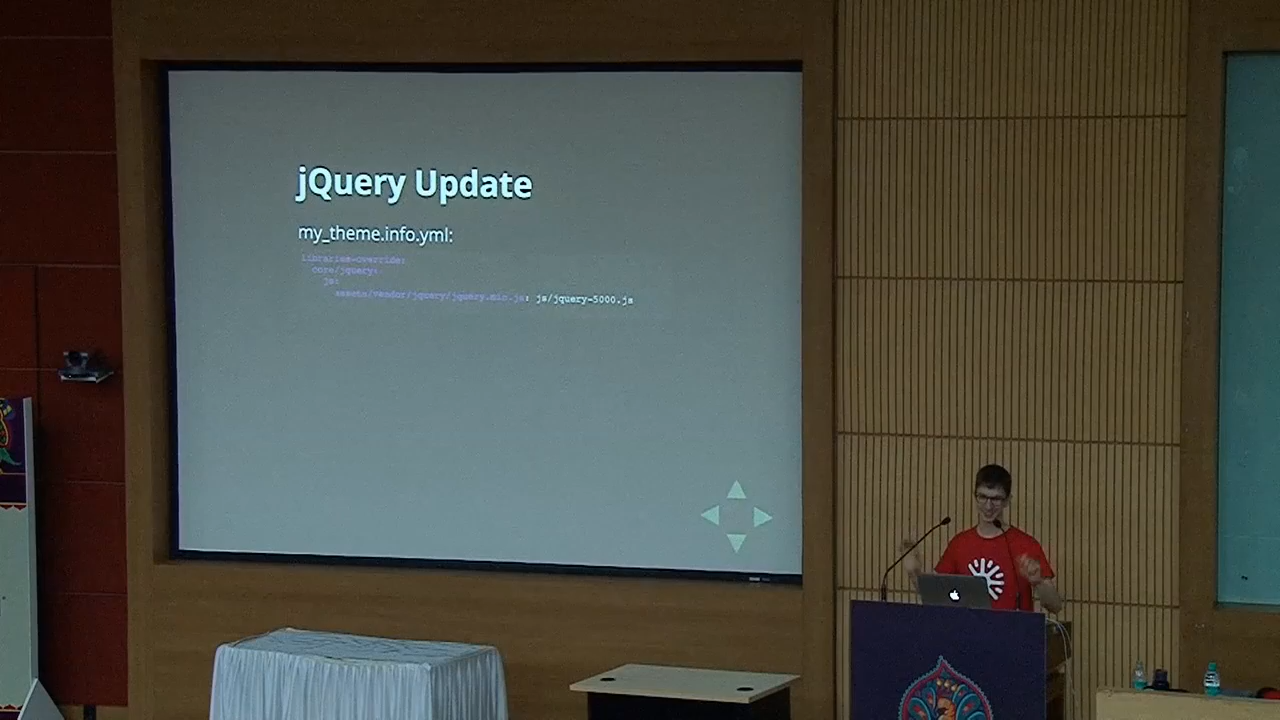 jQuery Update
my_theme.info.yml:
libraries-override:
core/jquery:
js:
assets/vendor/jquery/jquery.min.js: js/jquery-5000.js